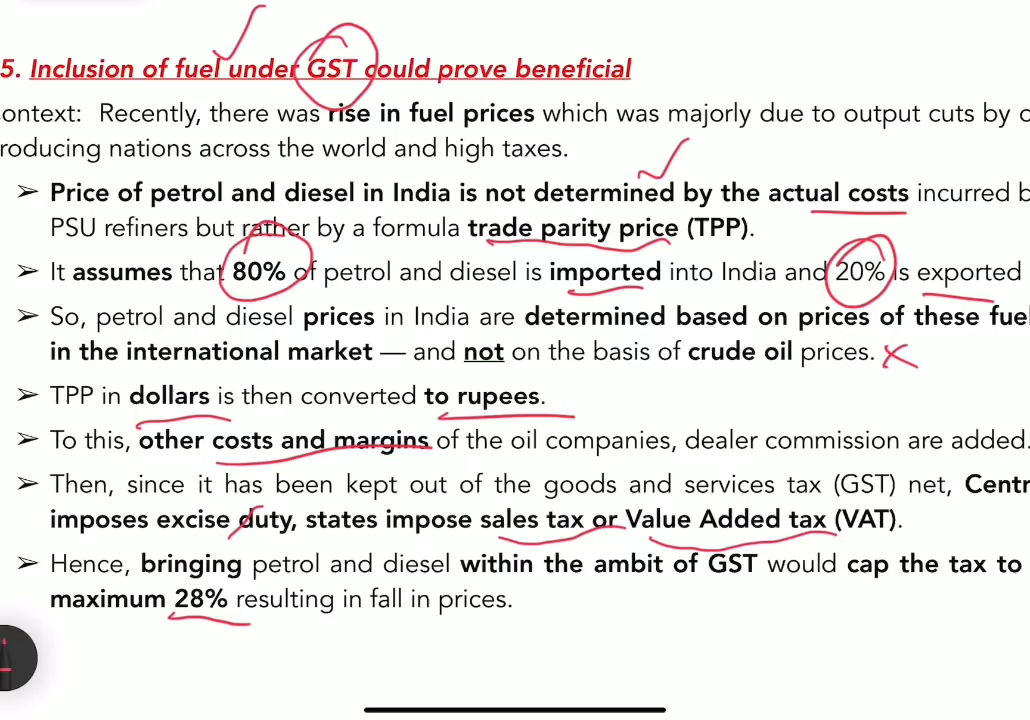 5. Inclusion of fuel under GST could prove beneficial
ontext: Recently, there was rise in fuel prices which was majorly due to output cuts by
roducing nations across the world and high taxes.
➢ Price of petrol and diesel in India is not determined by the actual costs incurred
PSU refiners but rather by a formula trade parity price (TPP).
➢ It assumes that 80% of petrol and diesel is imported into India and 20% is exported
➢ So, petrol and diesel prices in India are determined based on prices of these fue
in the international market — and not on the basis of crude oil prices.
➢ TPP in dollars is then converted to rupees.
➢ To this, other costs and margins of the oil companies, dealer commission are added.
➢ Then, since it has been kept out of the goods and services tax (GST) net, Centr
imposes excise duty, states impose sales tax or Value Added tax (VAT).
➢ Hence, bringing petrol and diesel within the ambit of GST would cap the tax to
maximum 28% resulting in fall in prices.